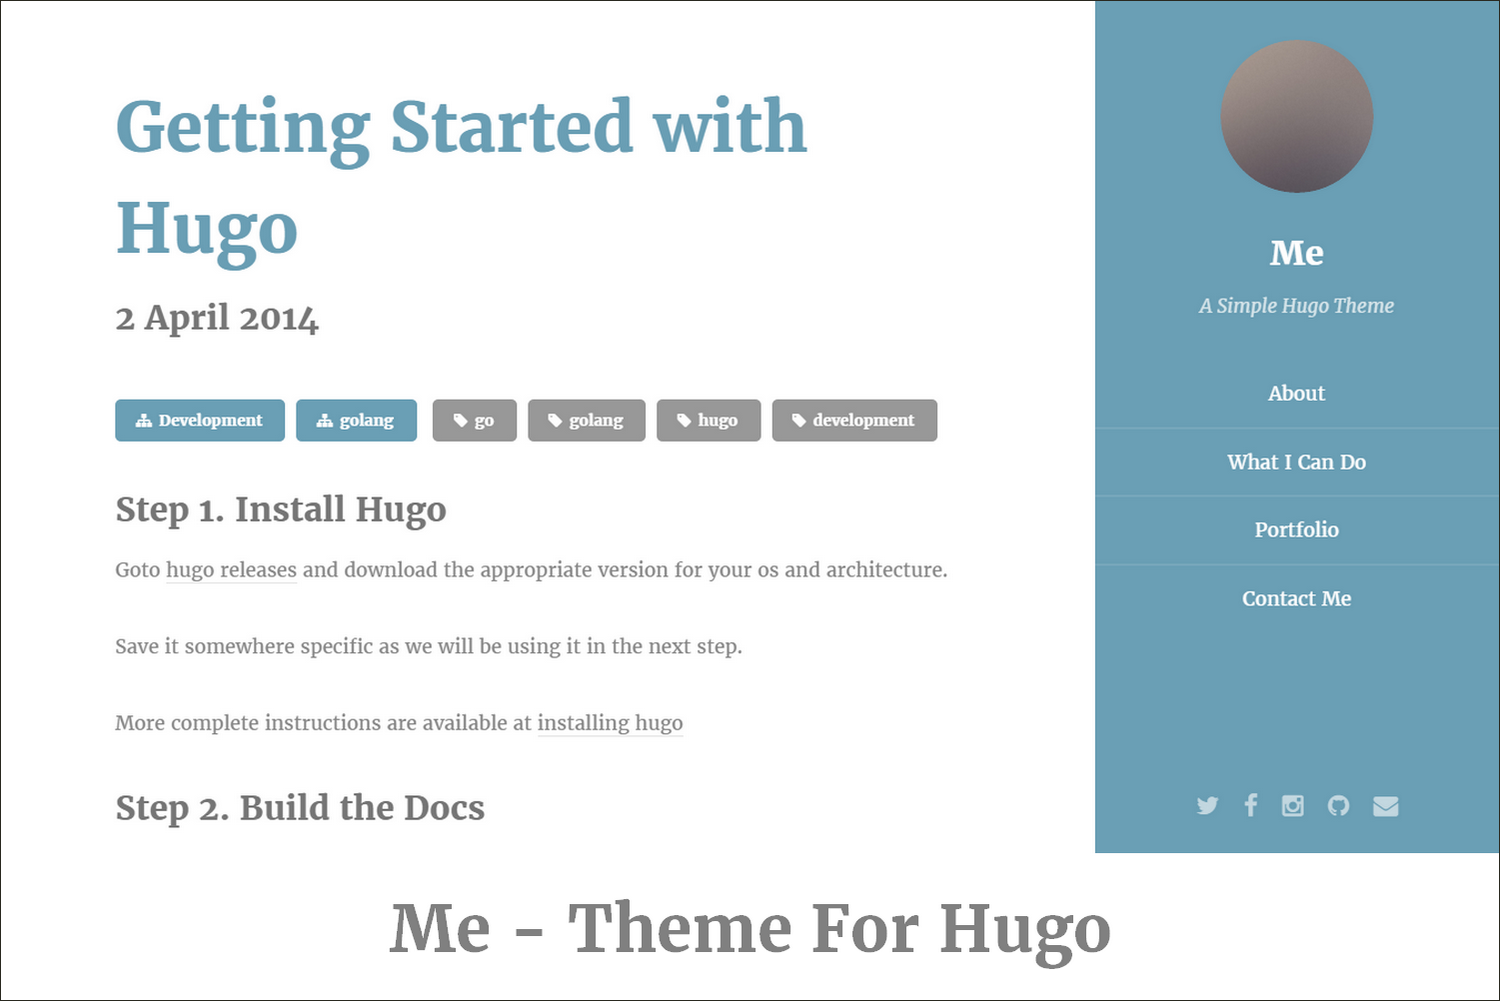 Getting Started with
Hugo
2 April 2014
Development golang go golang hugo development
Step 1. Install Hugo
Goto hugo releases and download the appropriate version for your os and architecture.
Save it somewhere specific as we will be using it in the next step.
More complete instructions are available at installing hugo
Step 2. Build the Docs
Me
A Simple Hugo Theme
About
What I Can Do
Portfolio
Contact Me
Me - Theme For Hugo